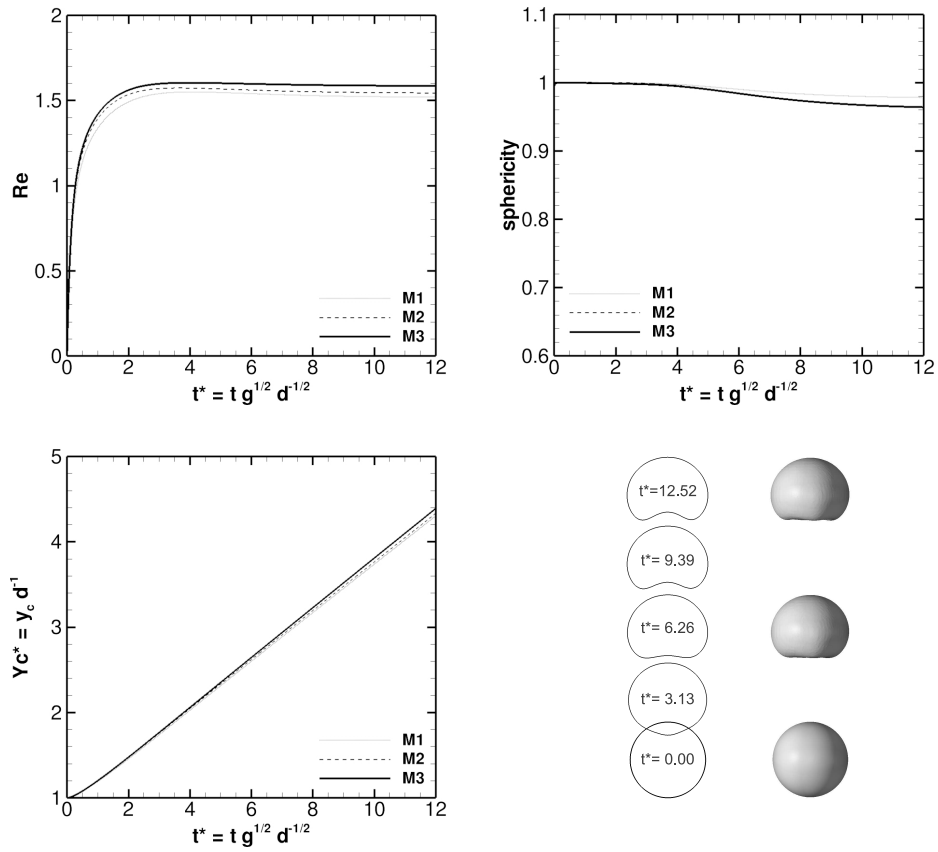 2
1.5
1
0.5
0
Re
0 2 4 6 8 10 12
t* = t g^1/2 d^-1/2
M1
M2
M3
1.1
1
0.9
0.8
0.7
0.6
sphericity
0 2 4 6 8 10 12
t* = t g^1/2 d^-1/2
M1
M2
M3
5
4
3
2
1
Yc* = y_c d^-1
0 2 4 6 8 10 12
t* = t g^1/2 d^-1/2
M1
M2
M3
t*=12.52
t*= 9.39
t*= 6.26
t*= 3.13
t*= 0.00